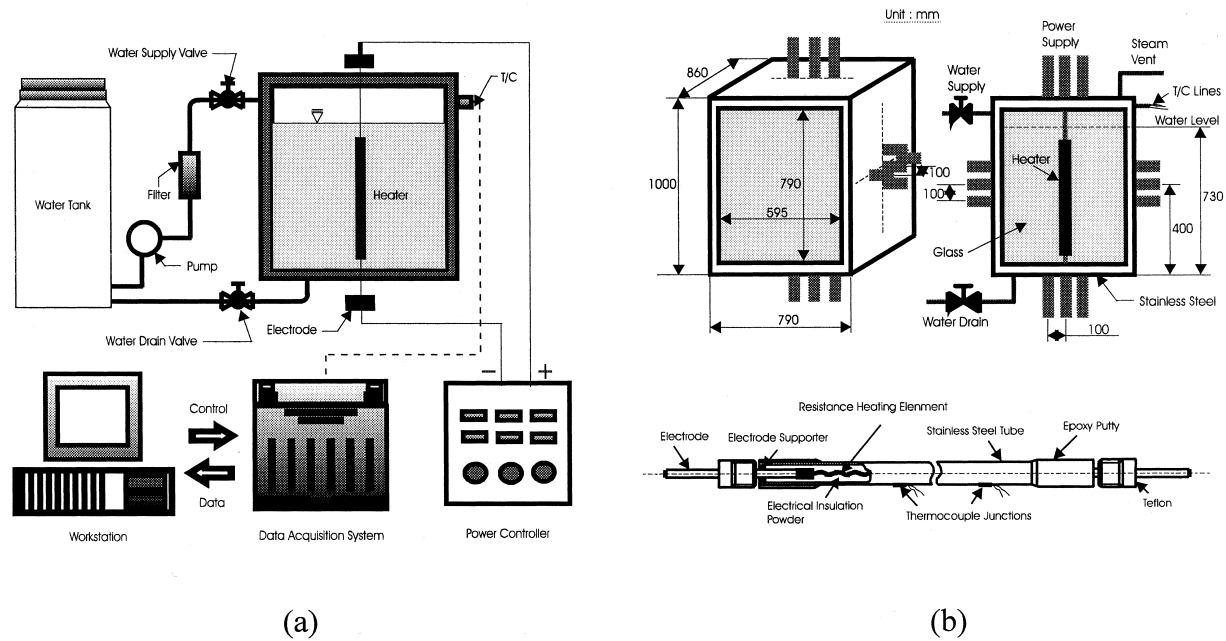 Water Supply Valve
T/C
Filter
Water Tank
Heater
Pump
Electrode
Water Drain Valve
− +
Control
Data
Workstation
Data Acquisition System
Power Controller
(a)
Unit : mm
860
1000
790
595
100
790
Power
Supply
Steam
Vent
Water
Supply
T/C Lines
Water Level
Heater
100
730
400
Glass
Stainless Steel
Water Drain
100
Resistance Heating Elenment
Electrode
Electrode Supporter
Stainless Steel Tube
Epoxy Putty
Electrical Insulation
Powder
Thermocouple Junctions
Teflon
(b)